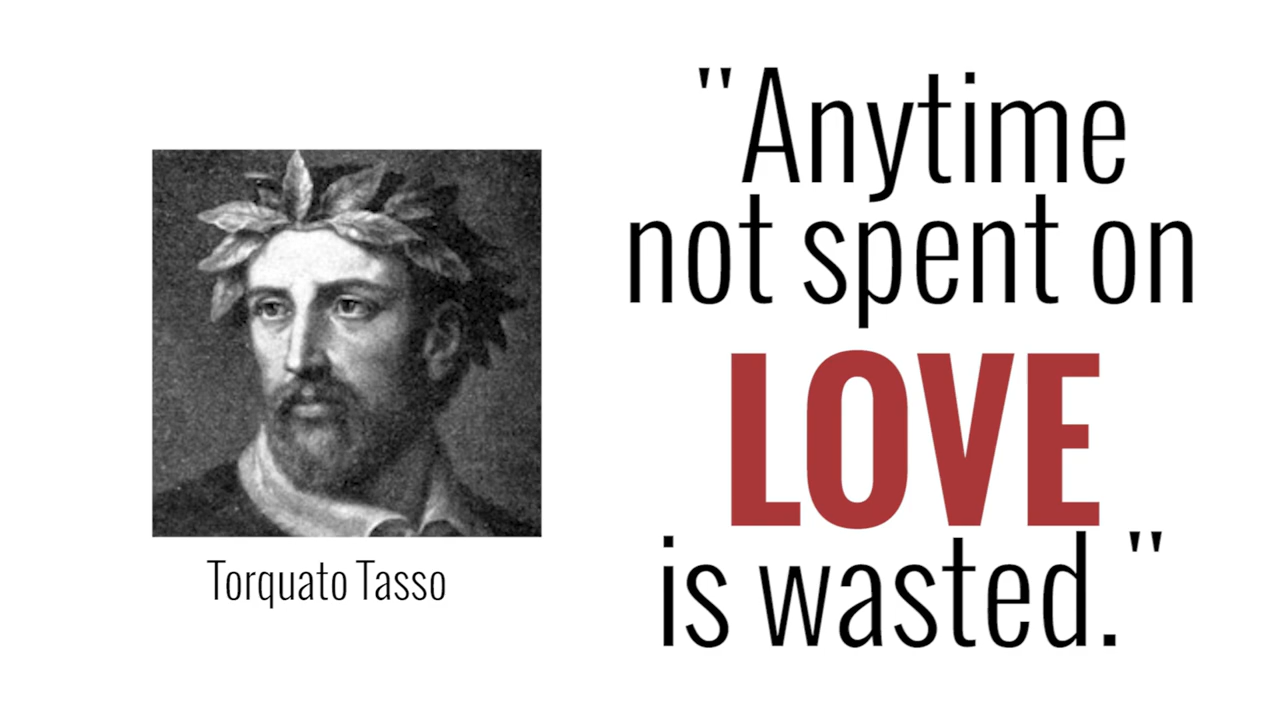 "Anytime
not spent on
LOVE
is wasted."
Torquato Tasso